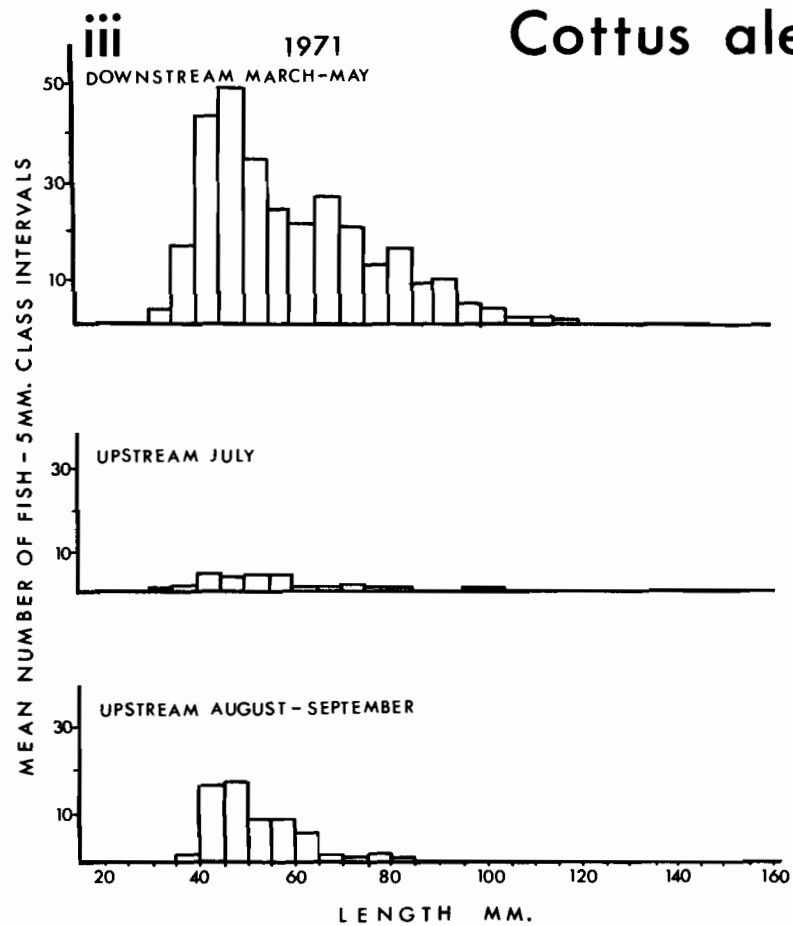 iii
1971
Cottus ale
DOWNSTREAM MARCH–MAY
50
30
10
UPSTREAM JULY
30
10
UPSTREAM AUGUST – SEPTEMBER
30
10
20 40 60 80 100 120 140 160
LENGTH MM.
MEAN NUMBER OF FISH – 5MM. CLASS INTERVALS